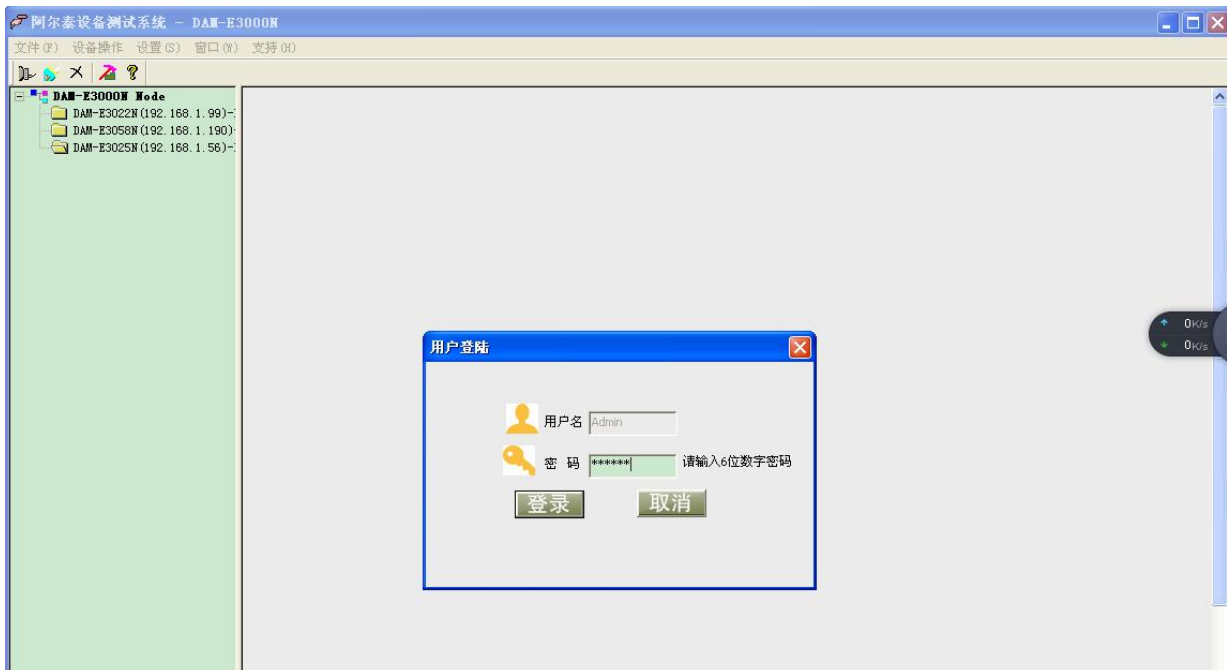 阿尔泰设备测试系统 - DAM-E3000N
文件(F) 设备操作 设置(S) 窗口(W) 支持(H)
DAM-E3000N Node
DAM-E3022N(192.168.1.99)-
DAM-E3058N(192.168.1.190)-
DAM-E3025N(192.168.1.56)-
0K/s
0K/s
用户登陆
用户名 Admin
密 码 ****** 请输入6位数字密码
登录 取消